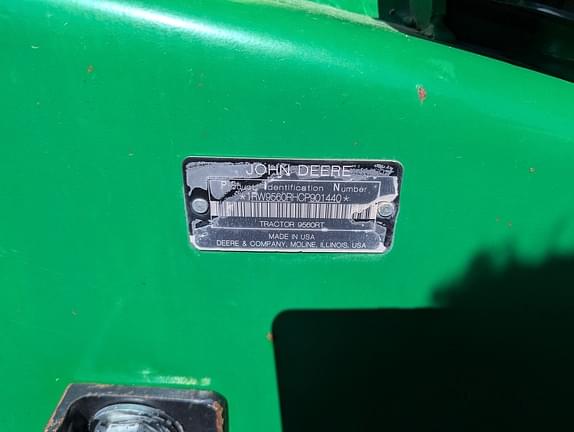 JOHN DEERE
Product Identification Number
*1RW9560RHCP901440*
TRACTOR 9560RT
MADE IN USA
DEERE & COMPANY, MOLINE, ILLINOIS, USA